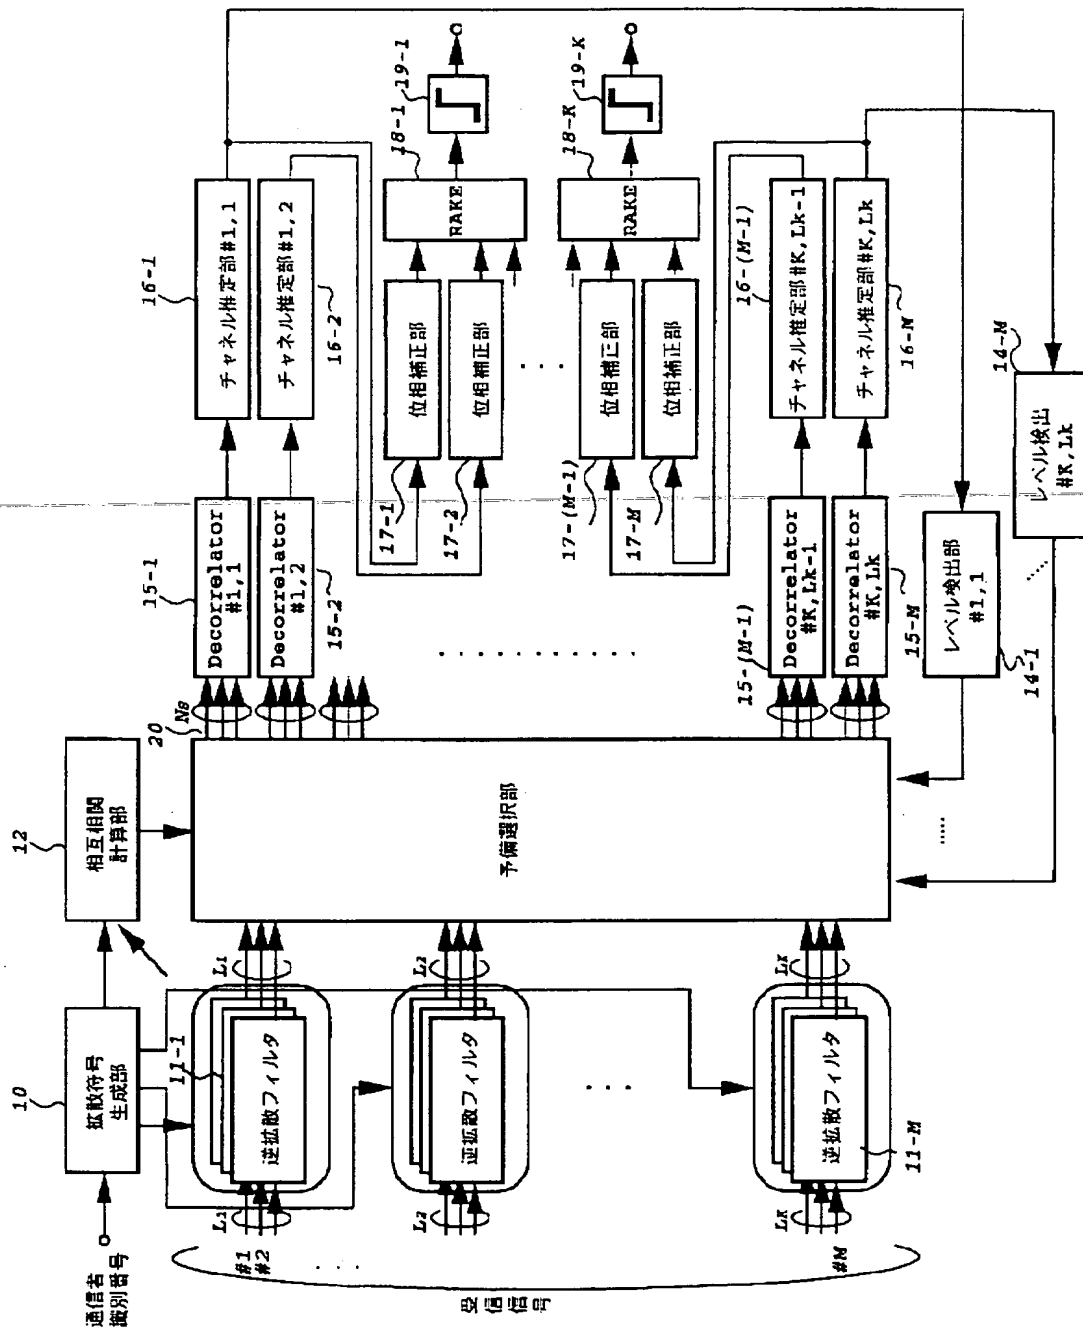 通信者
識別番号
10
拡散符号
生成部
12
相互相関
計算部
受信信号
#1
#2
. . .
#M
L1
L2
LK
11-1
逆拡散フィルタ
逆拡散フィルタ
. . .
逆拡散フィルタ
11-M
L1
L2
LK
予備選択部
20
NB
15-1
Decorrelator
#1,1
Decorrelator
#1,2
15-2
. . . . . . . . . . .
15-(M-1)
Decorrelator
#K,Lk-1
Decorrelator
#K,Lk
15-M
レベル検出部
#1,1
14-1
.....
レベル検出
#K,Lk
14-M
.....
16-1
チャネル推定部#1,1
チャネル推定部#1,2
16-2
17-1
位相補正部
17-2
位相補正部
. . .
17-(M-1)
位相補正部
17-M
位相補正部
16-(M-1)
チャネル推定部#K,Lk-1
チャネル推定部#K,Lk
16-M
18-1
RAKE
19-1
18-K
RAKE
19-K